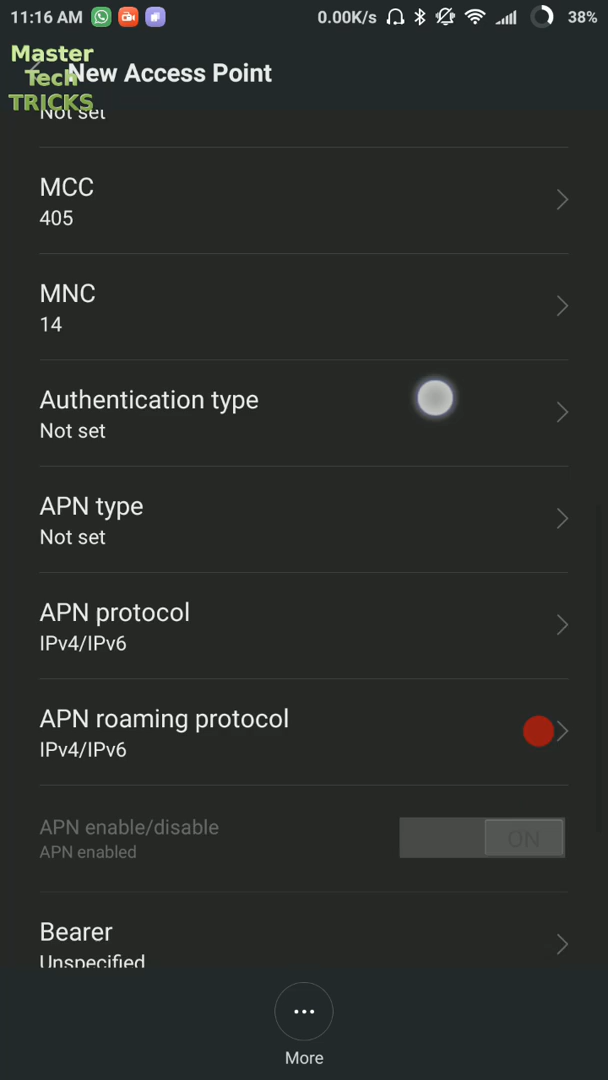 11:16 AM
0.00K/s
38%
Master
Tech
TRICKS
New Access Point
Not set
MCC
405
MNC
14
Authentication type
Not set
APN type
Not set
APN protocol
IPv4/IPv6
APN roaming protocol
IPv4/IPv6
APN enable/disable
APN enabled
ON
Bearer
Unspecified
More